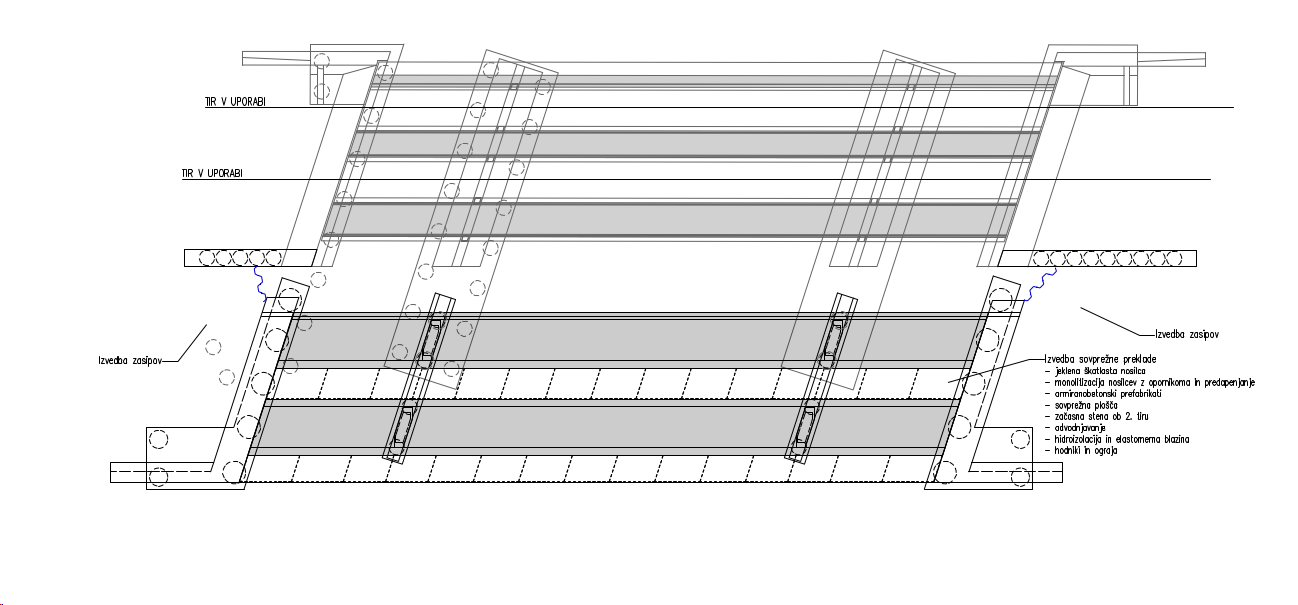 TIR V UPORABI
TIR V UPORABI
Izvedba zasipov
Izvedba zasipov
Izvedba sovprežne preklade
- jeklena škatlasta nosilca
- monolitizacija nosilcev z opornikoma in predapenjanje
- armiranobetonski prefabrikati
- sovprežna plošča
- začasna stena ob 2. tiru
- odvodnjavanje
- hidroizolacija in elastomerna blazina
- hodniki in ograja